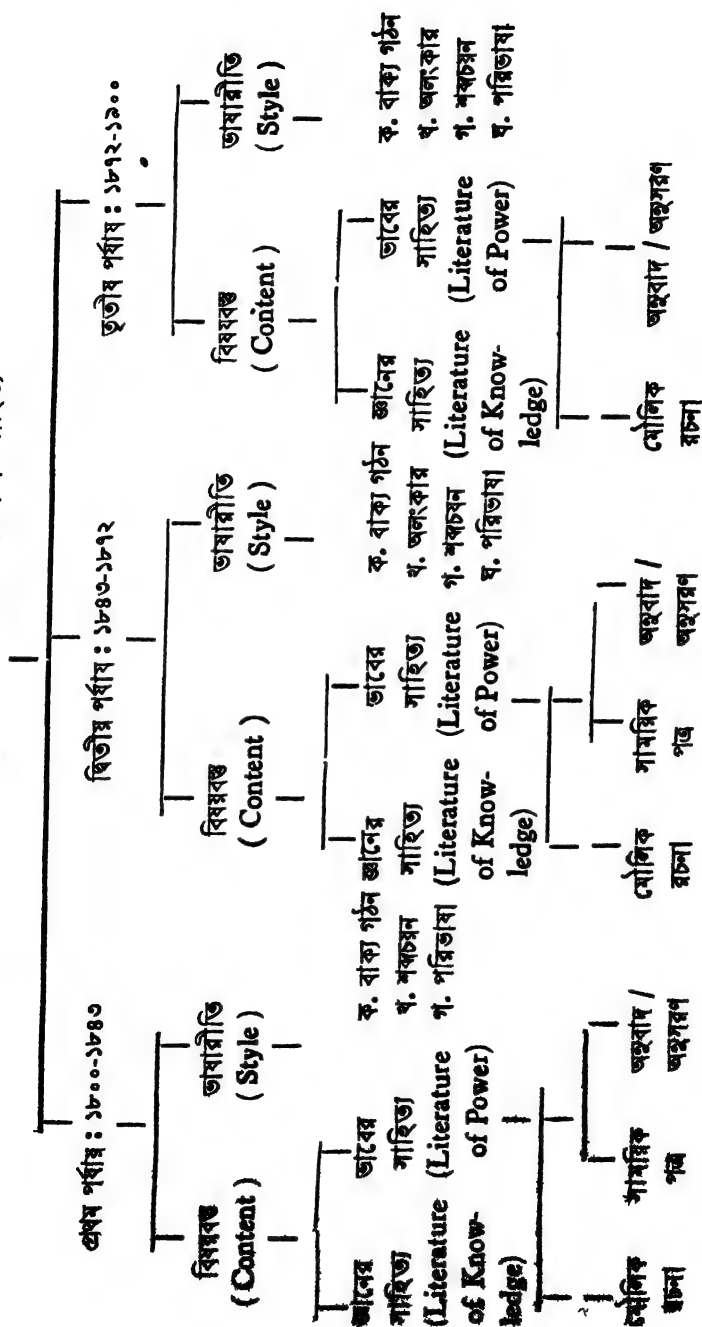 প্রথম পর্যায় : ১৮০০-১৮৪৩
বিষয়বস্তু
( Content )
ভাষারীতি
( Style )
জ্ঞানের
সাহিত্য
(Literature
of Know-
ledge)
ভাবের
সাহিত্য
(Literature
of Power)
ক. বাক্য গঠন
খ. শব্দচয়ন
গ. পরিভাষা
মৌলিক
রচনা
সাময়িক
পত্র
অনুবাদ /
অনুসরণ
দ্বিতীয় পর্যায় : ১৮৪৩-১৮৭২
বিষয়বস্তু
( Content )
ভাষারীতি
( Style )
জ্ঞানের
সাহিত্য
(Literature
of Know-
ledge)
ভাবের
সাহিত্য
(Literature
of Power)
ক. বাক্য গঠন
খ. অলংকার
গ. শব্দচয়ন
ঘ. পরিভাষা
মৌলিক
রচনা
সাময়িক
পত্র
অনুবাদ /
অনুসরণ
তৃতীয় পর্যায় : ১৮৭২-১৯০০
বিষয়বস্তু
( Content )
ভাষারীতি
( Style )
জ্ঞানের
সাহিত্য
(Literature
of Know-
ledge)
ভাবের
সাহিত্য
(Literature
of Power)
ক. বাক্য গঠন
খ. অলংকার
গ. শব্দচয়ন
ঘ. পরিভাষা
মৌলিক
রচনা
অনুবাদ / অনুসরণ